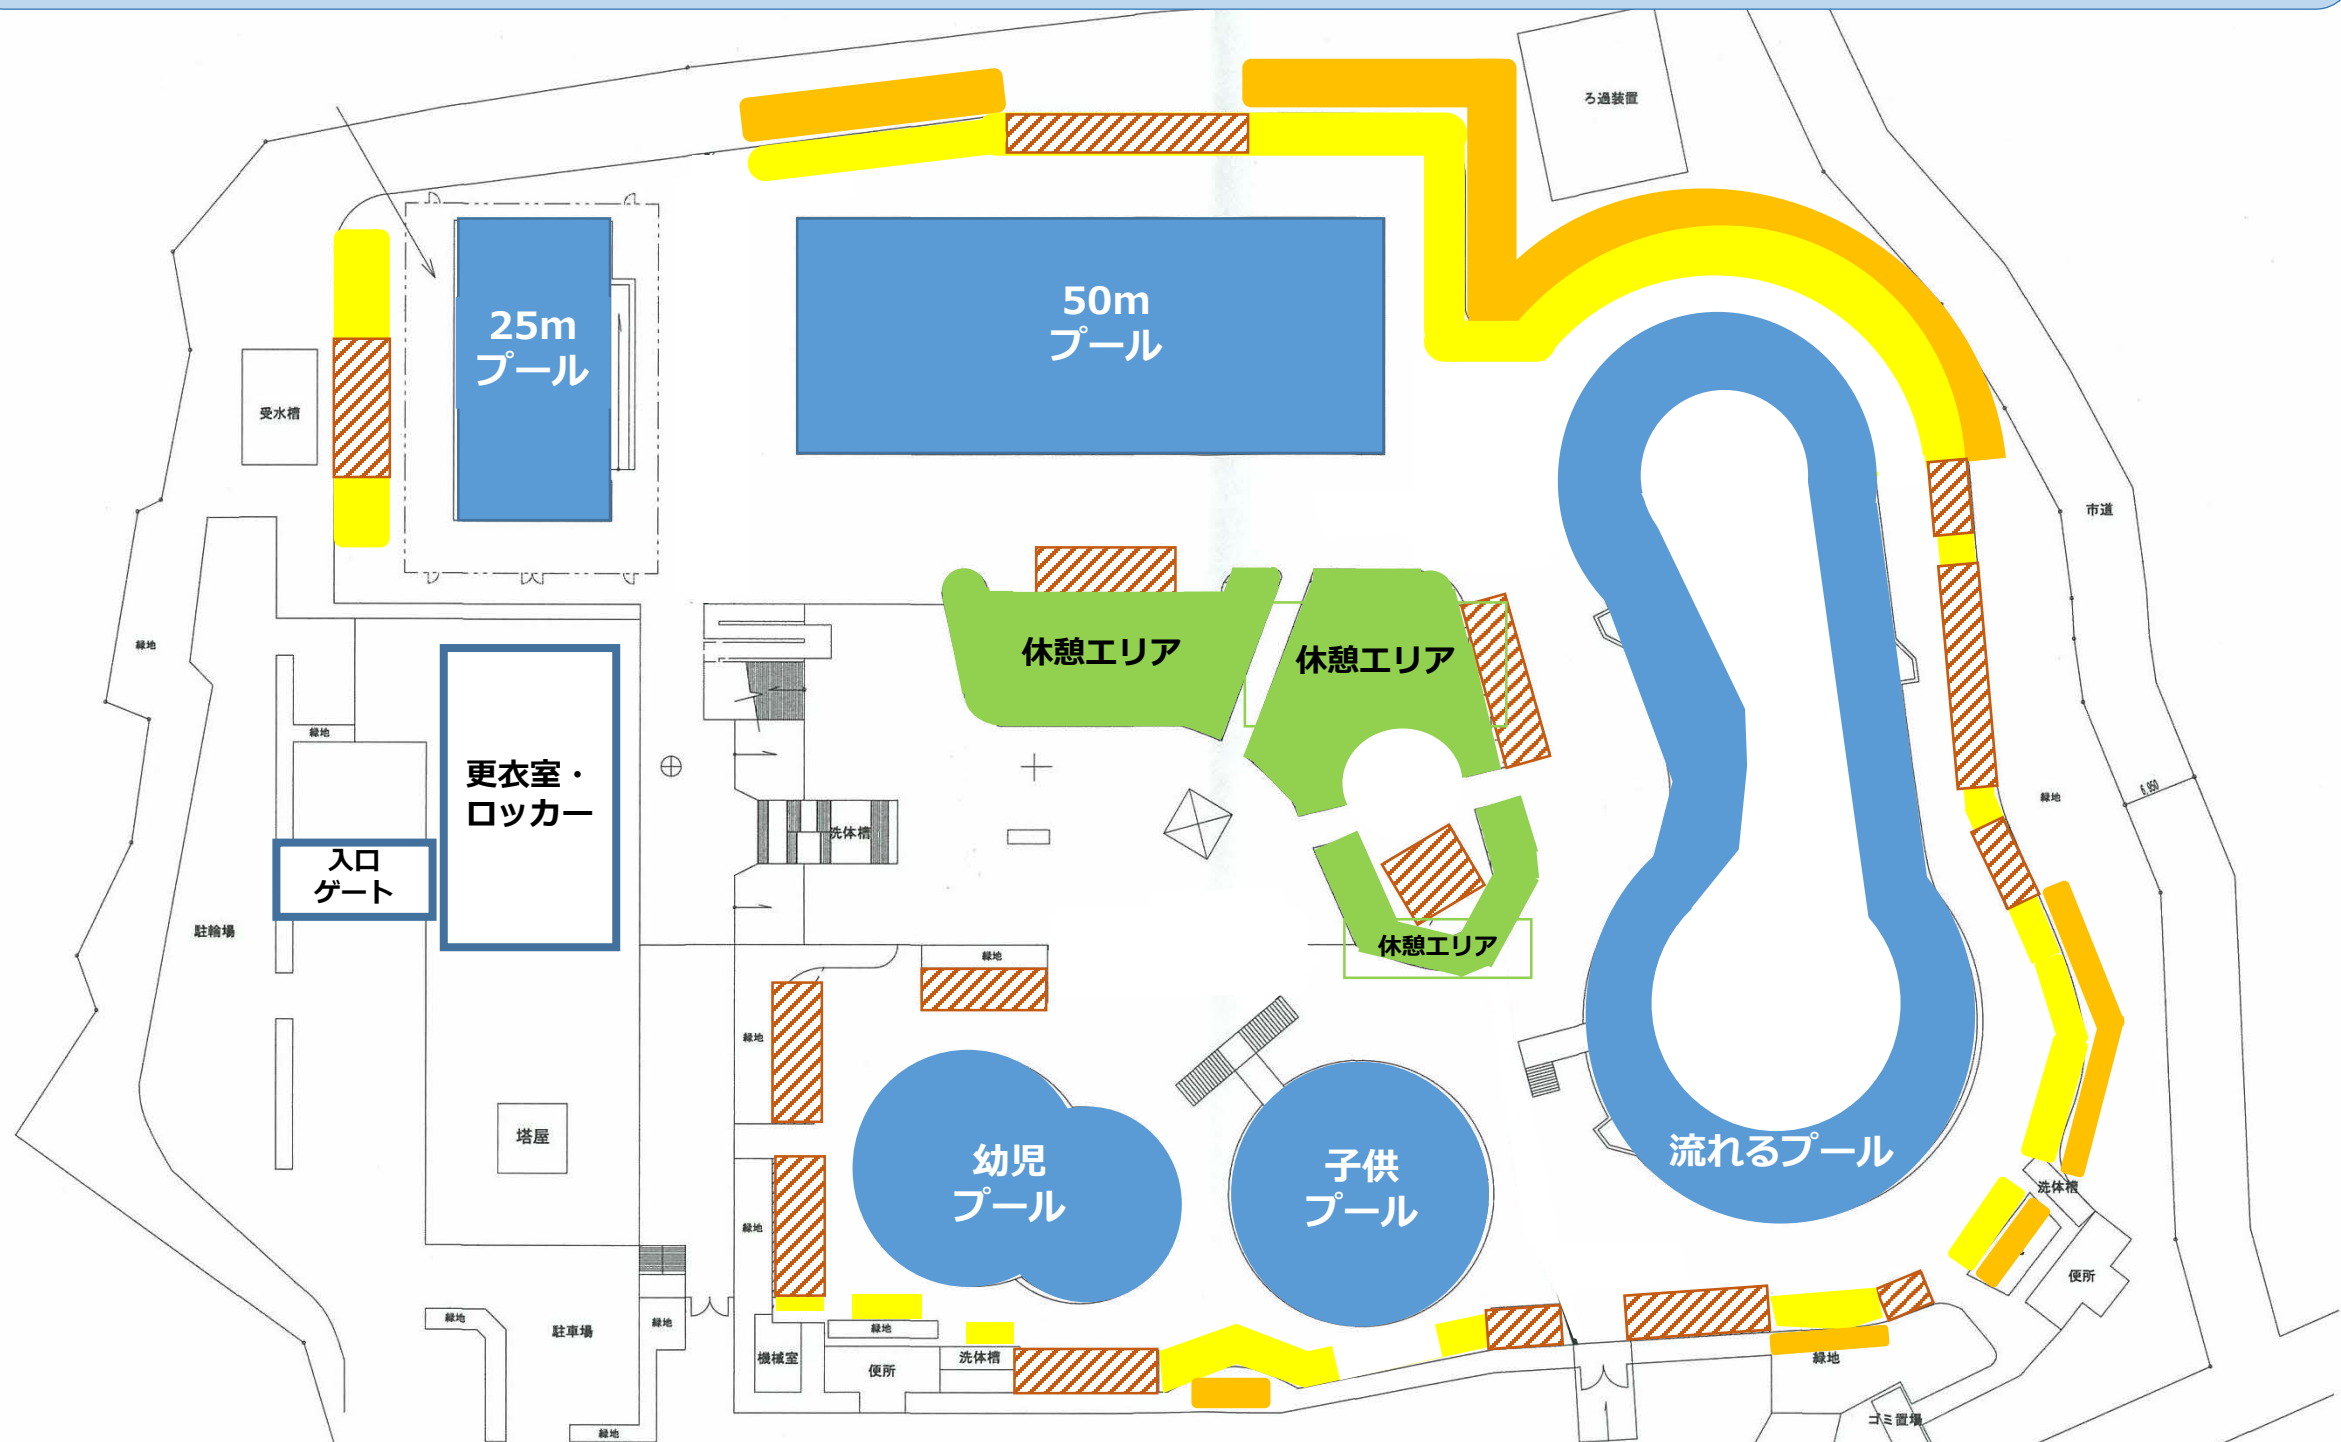 ろ過装置
25m
プール
50m
プール
受水槽
市道
緑地
休憩エリア
休憩エリア
緑地
更衣室・
ロッカー
6,950
緑地
洗体槽
入口
ゲート
駐輪場
休憩エリア
緑地
緑地
塔屋
幼児
プール
子供
プール
流れるプール
洗体槽
緑地
便所
緑地
緑地
駐車場
緑地
機械室
便所
洗体槽
緑地
ゴミ置場
緑地